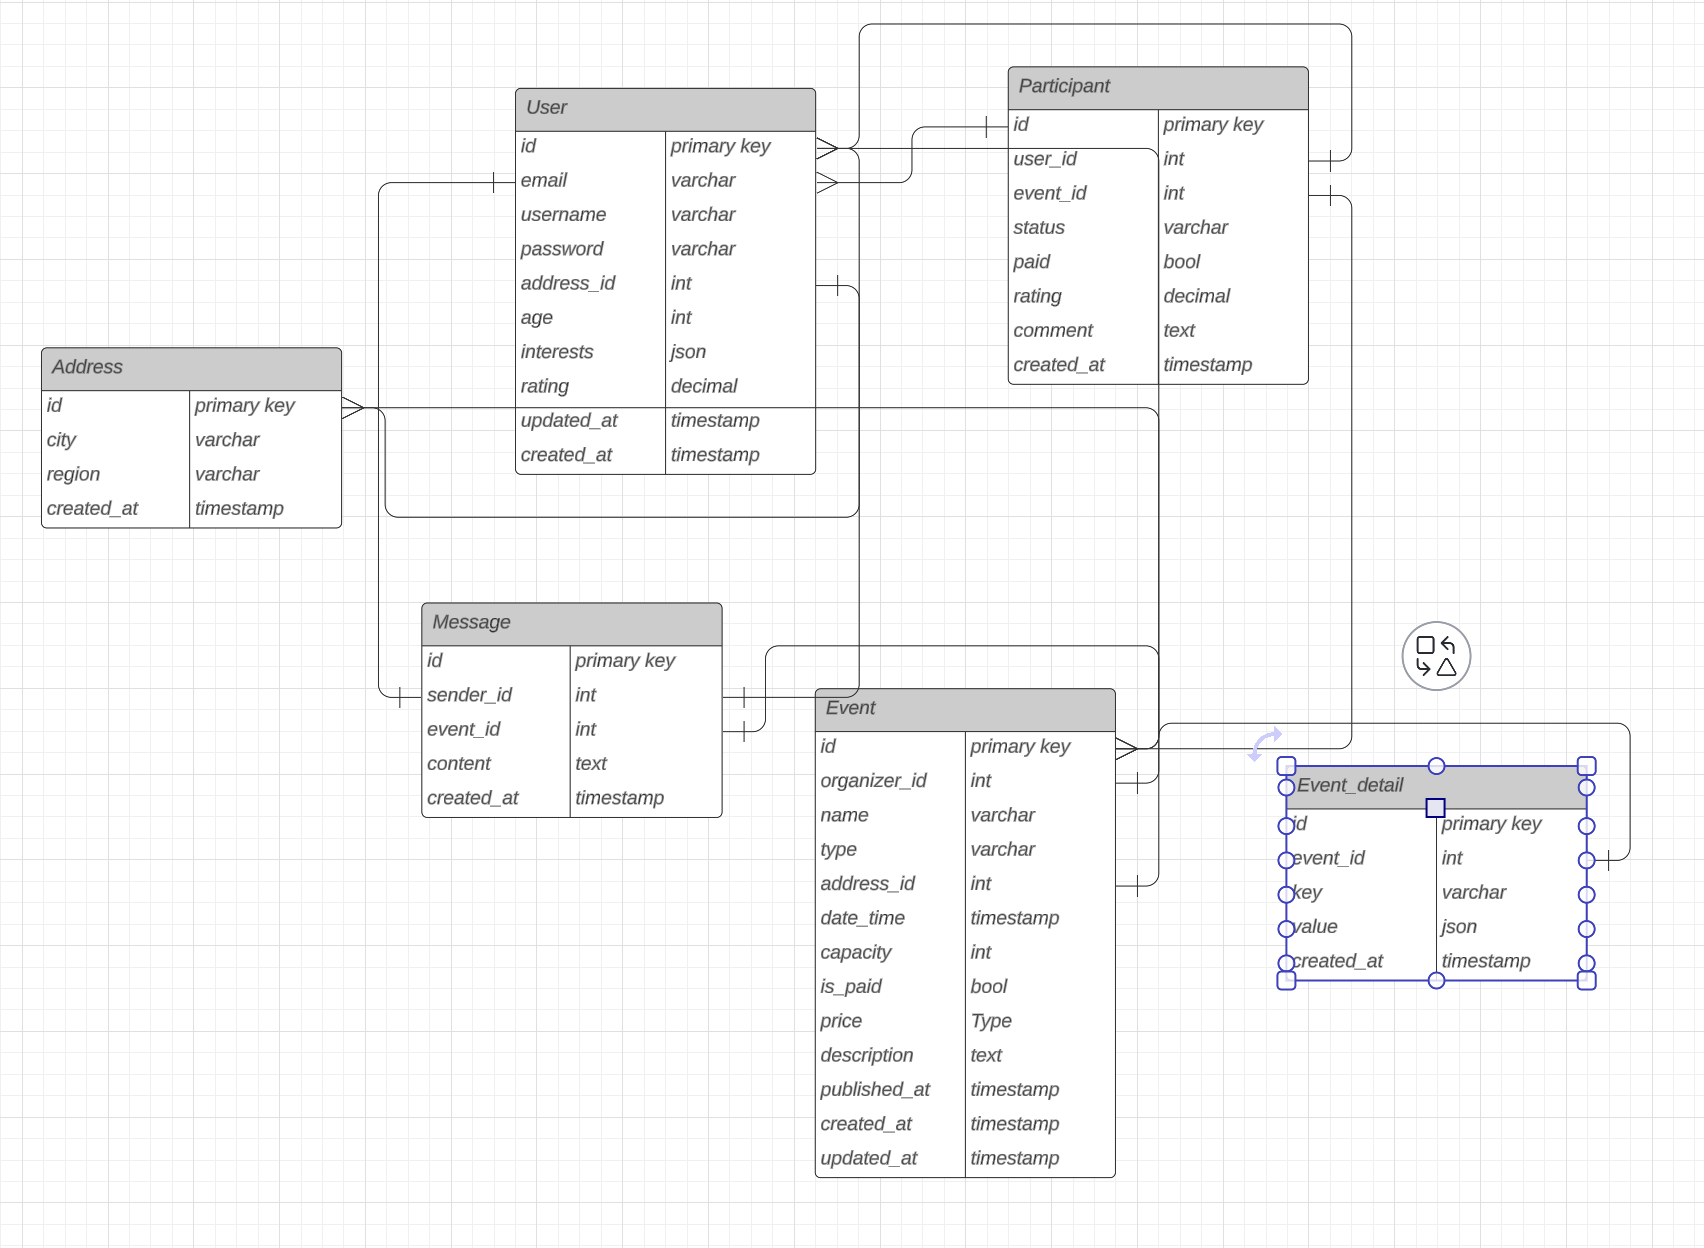 User
id primary key
email varchar
username varchar
password varchar
address_id int
age int
interests json
rating decimal
updated_at timestamp
created_at timestamp
Participant
id primary key
user_id int
event_id int
status varchar
paid bool
rating decimal
comment text
created_at timestamp
Address
id primary key
city varchar
region varchar
created_at timestamp
Message
id primary key
sender_id int
event_id int
content text
created_at timestamp
Event
id primary key
organizer_id int
name varchar
type varchar
address_id int
date_time timestamp
capacity int
is_paid bool
price Type
description text
published_at timestamp
created_at timestamp
updated_at timestamp
Event_detail
id primary key
event_id int
key varchar
value json
created_at timestamp